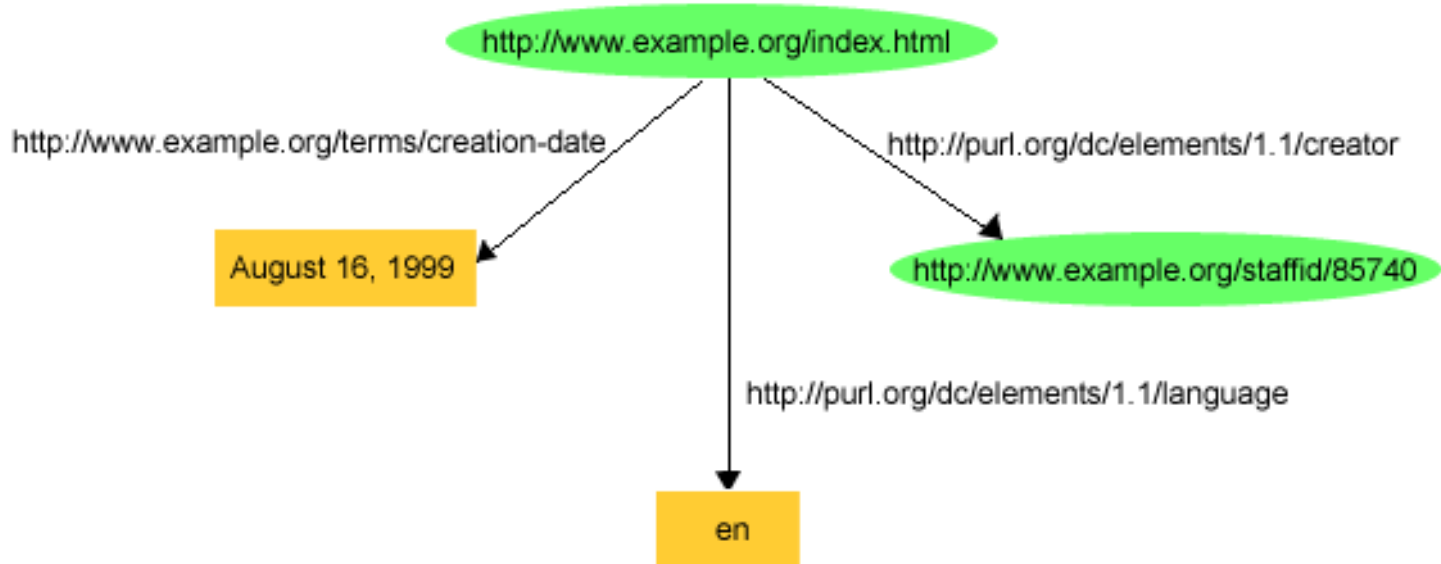 http://www.example.org/index.html
http://www.example.org/terms/creation-date
http://purl.org/dc/elements/1.1/creator
August 16, 1999
http://www.example.org/staffid/85740
http://purl.org/dc/elements/1.1/language
en